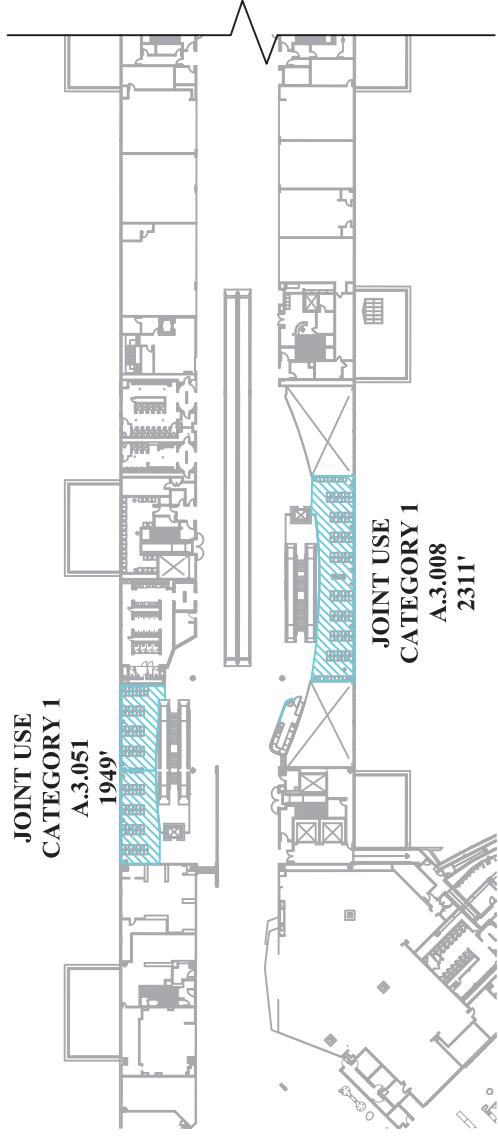 JOINT USE
CATEGORY 1
A.3.008
2311'
JOINT USE
CATEGORY 1
A.3.051
1949'